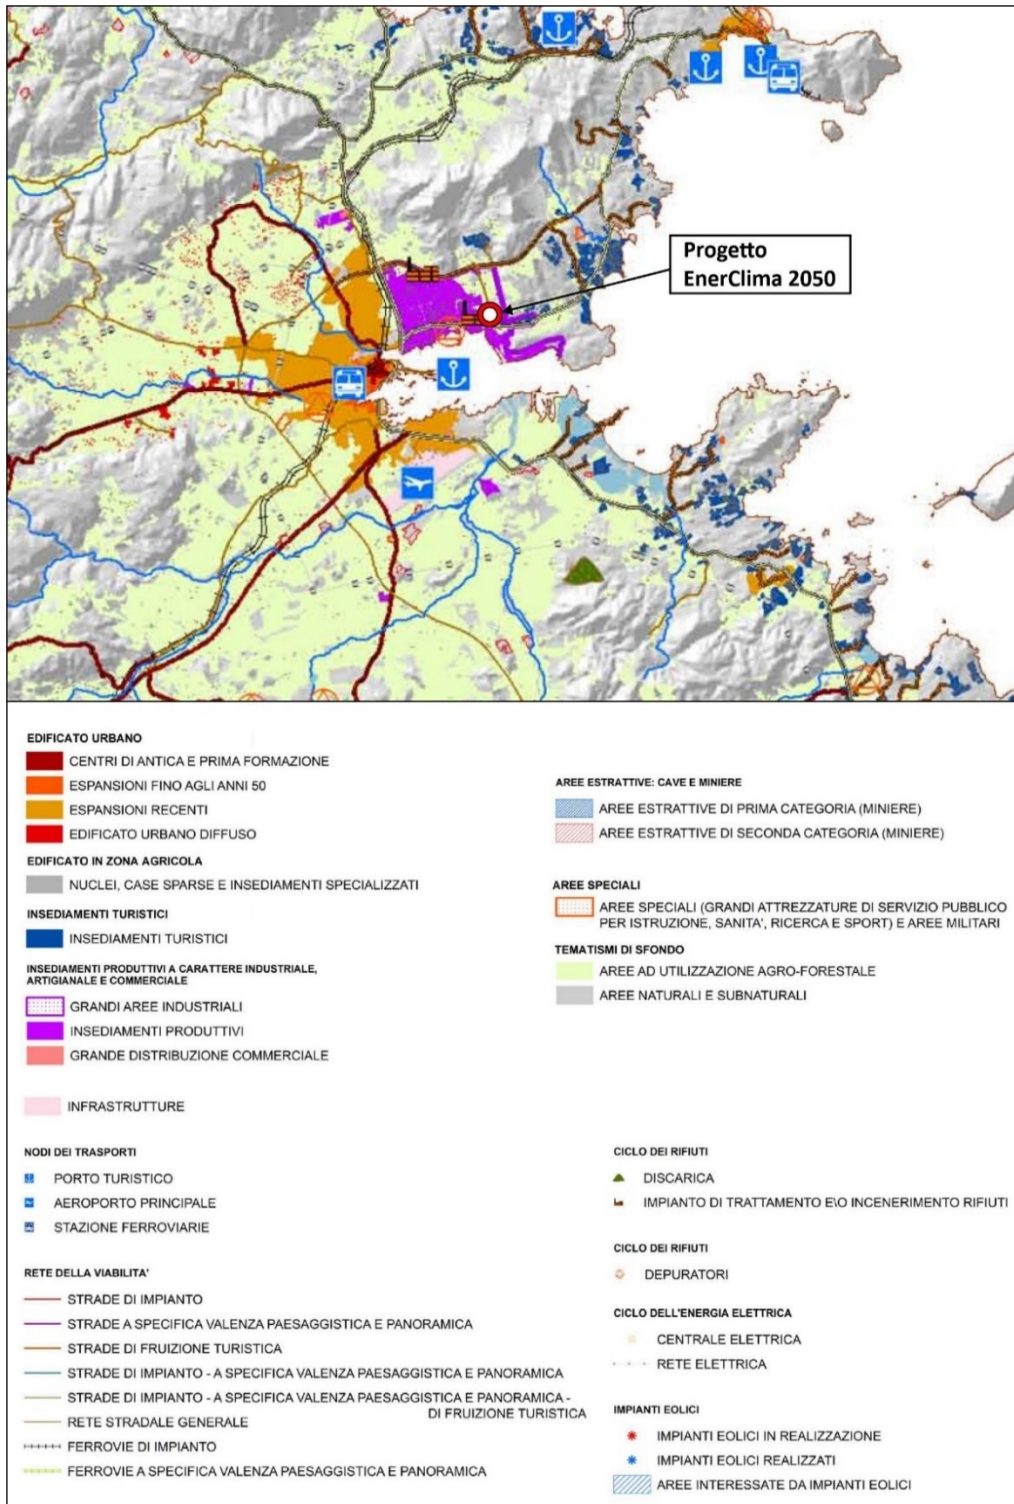 Progetto
EnerClima 2050
EDIFICATO URBANO
CENTRI DI ANTICA E PRIMA FORMAZIONE
ESPANSIONI FINO AGLI ANNI 50
ESPANSIONI RECENTI
EDIFICATO URBANO DIFFUSO
EDIFICATO IN ZONA AGRICOLA
NUCLEI, CASE SPARSE E INSEDIAMENTI SPECIALIZZATI
INSEDIAMENTI TURISTICI
INSEDIAMENTI TURISTICI
INSEDIAMENTI PRODUTTIVI A CARATTERE INDUSTRIALE,
ARTIGIANALE E COMMERCIALE
GRANDI AREE INDUSTRIALI
INSEDIAMENTI PRODUTTIVI
GRANDE DISTRIBUZIONE COMMERCIALE
INFRASTRUTTURE
AREE ESTRATTIVE: CAVE E MINIERE
AREE ESTRATTIVE DI PRIMA CATEGORIA (MINIERE)
AREE ESTRATTIVE DI SECONDA CATEGORIA (MINIERE)
AREE SPECIALI
AREE SPECIALI (GRANDI ATTREZZATURE DI SERVIZIO PUBBLICO
PER ISTRUZIONE, SANITA', RICERCA E SPORT) E AREE MILITARI
TEMATISMI DI SFONDO
AREE AD UTILIZZAZIONE AGRO-FORESTALE
AREE NATURALI E SUBNATURALI
NODI DEI TRASPORTI
PORTO TURISTICO
AEROPORTO PRINCIPALE
STAZIONE FERROVIARIE
RETE DELLA VIABILITA'
STRADE DI IMPIANTO
STRADE A SPECIFICA VALENZA PAESAGGISTICA E PANORAMICA
STRADE DI FRUIZIONE TURISTICA
STRADE DI IMPIANTO - A SPECIFICA VALENZA PAESAGGISTICA E PANORAMICA
STRADE DI IMPIANTO - A SPECIFICA VALENZA PAESAGGISTICA E PANORAMICA -
DI FRUIZIONE TURISTICA
RETE STRADALE GENERALE
FERROVIE DI IMPIANTO
FERROVIE A SPECIFICA VALENZA PAESAGGISTICA E PANORAMICA
CICLO DEI RIFIUTI
DISCARICA
IMPIANTO DI TRATTAMENTO E\O INCENERIMENTO RIFIUTI
CICLO DEI RIFIUTI
DEPURATORI
CICLO DELL'ENERGIA ELETTRICA
CENTRALE ELETTRICA
RETE ELETTRICA
IMPIANTI EOLICI
IMPIANTI EOLICI IN REALIZZAZIONE
IMPIANTI EOLICI REALIZZATI
AREE INTERESSATE DA IMPIANTI EOLICI